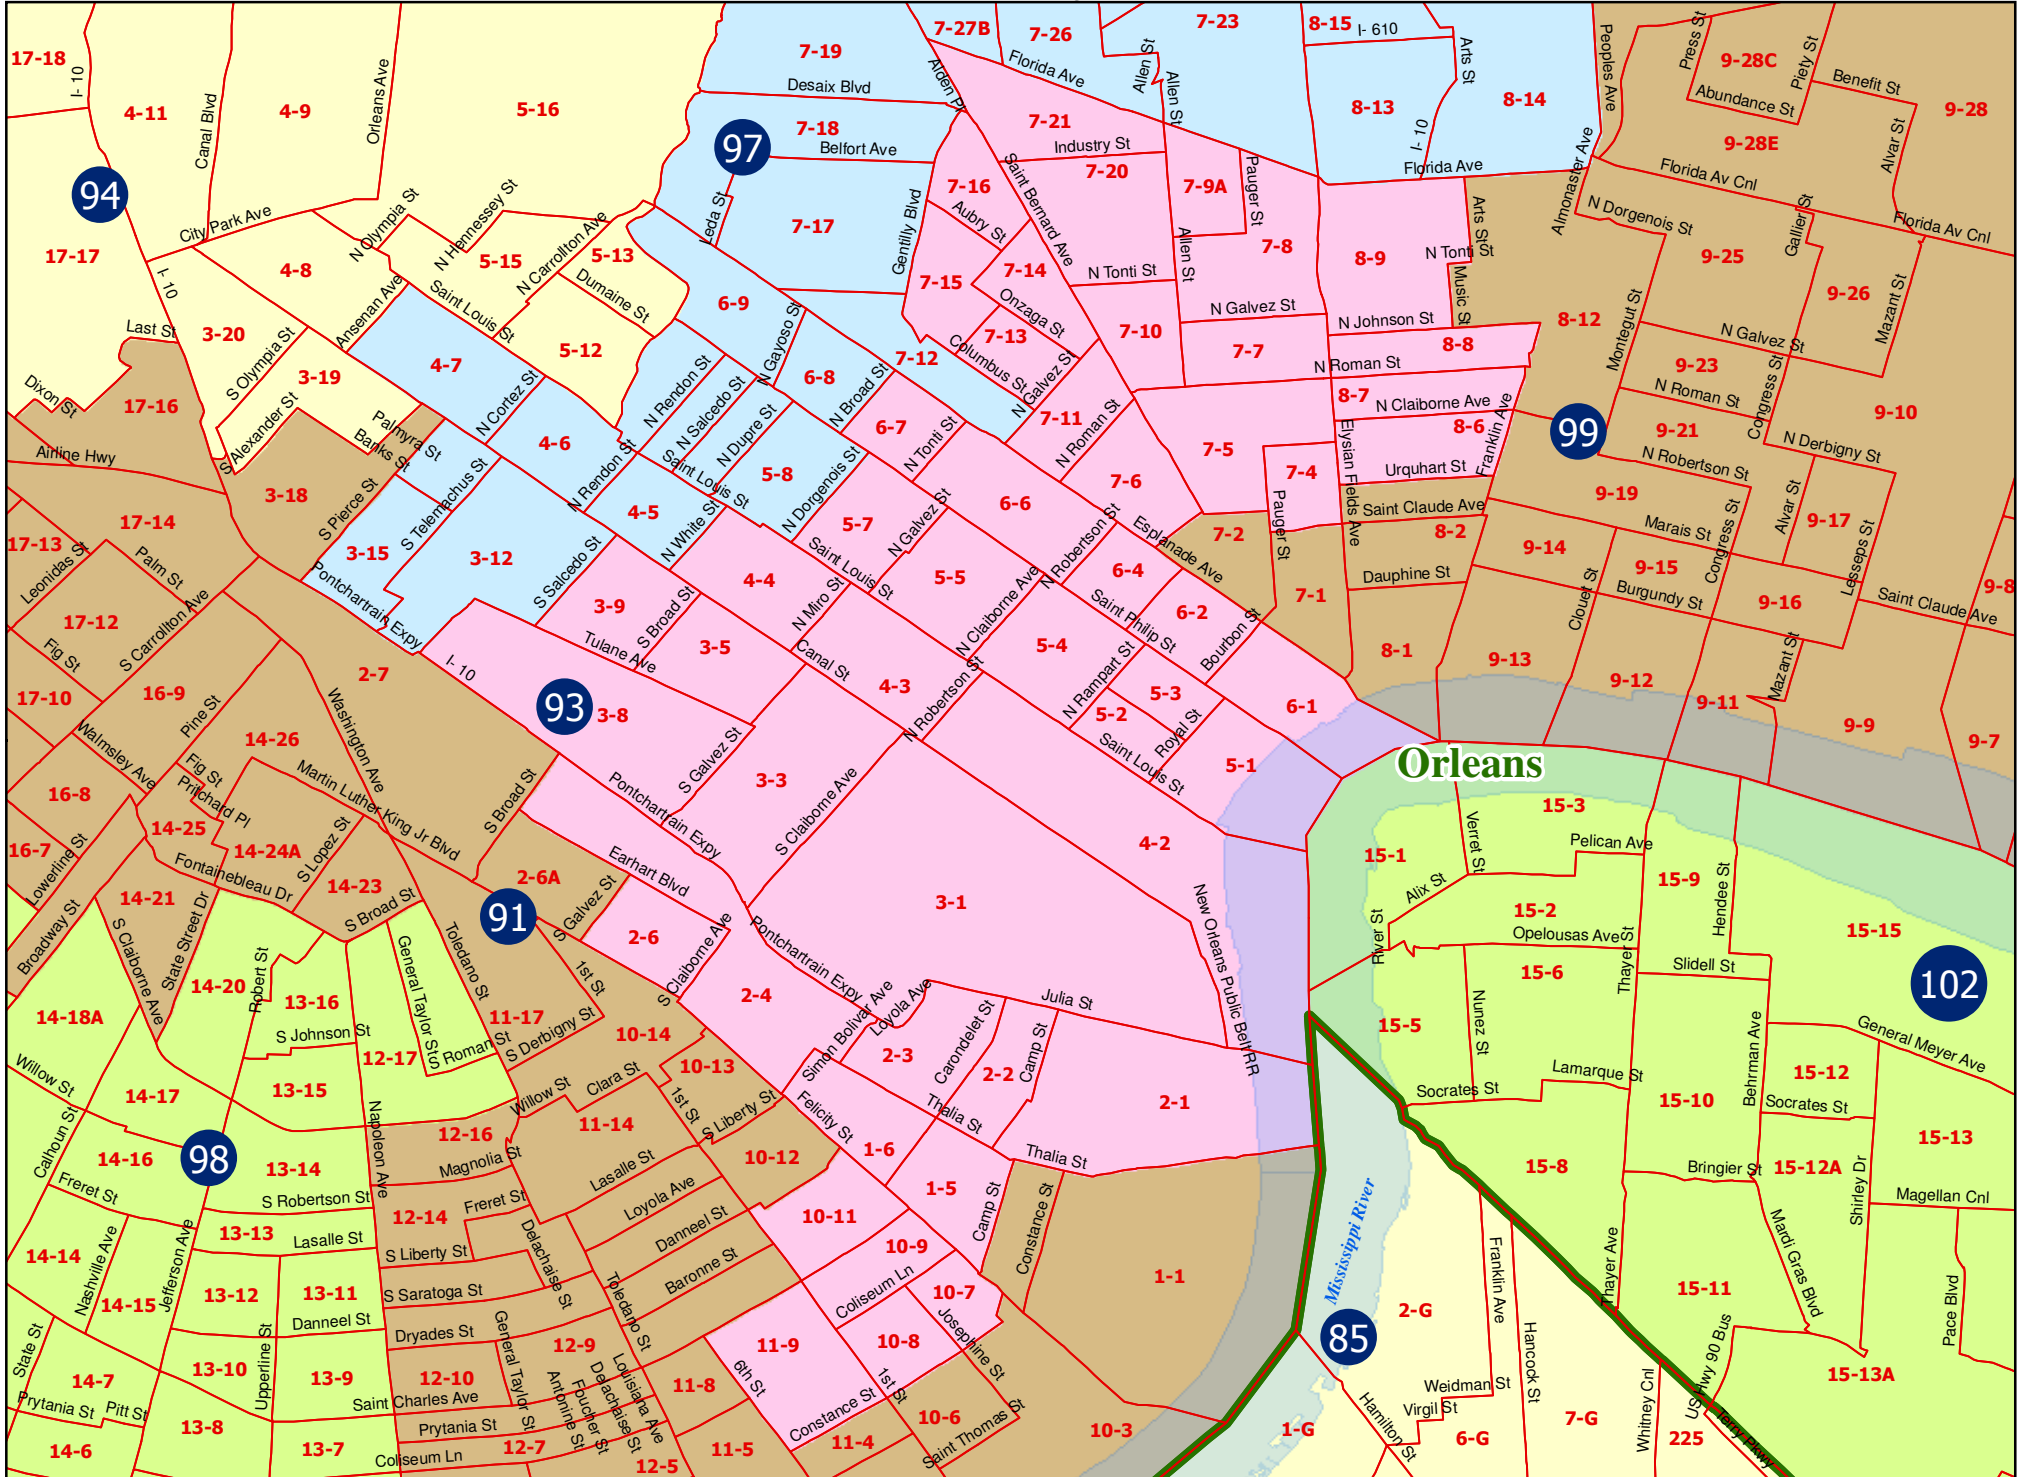 17-18
I- 10
4-11
Canal Blvd
4-9
Orleans Ave
5-16
7-19
Desaix Blvd
7-18
97
Belfort Ave
7-27B
7-26
Florida Ave
Allen St
Allen St
7-23
8-15
I- 610
Arts St
8-13
I- 10
8-14
Florida Ave
Peoples Ave
Press St
9-28C
Piety St
Benefit St
Abundance St
9-28
9-28E
Alvar St
Florida Av Cnl
Florida Av Cnl
94
17-17
City Park Ave
I- 10
4-8
N Olympia St
N Hennessey St
5-15
N Carrollton Ave
5-13
Dumaine St
Saint Louis St
5-12
Ansenan Ave
Leda St
7-17
Gentilly Blvd
7-16
Aubry St
7-21
Industry St
7-20
Saint Bernard Ave
7-9A
Pauger St
7-8
Allen St
8-9
Arts St
N Tonti St
Music St
Almonaster Ave
N Dorgenois St
9-25
Gallier St
9-26
Mazant St
7-15
7-14
Onzaga St
7-13
Columbus St
N Tonti St
7-10
N Galvez St
7-7
N Johnson St
8-8
N Roman St
8-12
Montegut St
N Galvez St
9-23
N Roman St
Congress St
9-10
Last St
3-20
S Olympia St
3-19
4-7
6-9
N Gayoso St
6-8
7-12
N Broad St
N Galvez St
7-11
N Roman St
8-7
N Claiborne Ave
8-6
Franklin Ave
Elysian Fields Ave
Urquhart St
Saint Claude Ave
8-2
Dauphine St
99
9-21
N Derbigny St
N Robertson St
9-19
Alvar St
9-17
Marais St
Lesseps St
Congress St
9-14
9-15
Burgundy St
Clouet St
9-16
Saint Claude Ave
9-8
Dixon St
17-16
Airline Hwy
S Alexander St
Palmyra St
Banks St
3-18
S Pierce St
3-15
S Telemachus St
3-12
N Cortez St
4-6
N Rendon St
N Rendon St
N Salcedo St
N Dupre St
Saint Louis St
5-8
4-5
N White St
N Dorgenois St
6-7
N Tonti St
5-7
N Galvez St
6-6
7-6
7-5
7-4
Pauger St
7-2
7-1
Esplanade Ave
17-14
17-13
Leonidas St
Palm St
17-12
Fig St
17-10
S Carrollton Ave
Pontchartrain Expy
S Salcedo St
3-9
S Broad St
3-5
Tulane Ave
4-4
Saint Louis St
N Miro St
5-5
N Claiborne Ave
N Robertson St
6-4
Saint Philip St
6-2
Bourbon St
5-4
N Rampart St
5-3
5-2
Royal St
Saint Louis St
6-1
5-1
8-1
9-13
9-12
9-11
Mazant St
9-9
9-7
16-9
2-7
I- 10
93
3-8
Canal St
4-3
N Robertson St
Walmsley Ave
Pine St
14-26
Washington Ave
Fig St
Pritchard Pl
Martin Luther King Jr Blvd
16-8
16-7
Lowerline St
14-25
14-24A
S Lopez St
Fontainebleau Dr
14-23
14-21
Broadway St
S Claiborne Ave
State Street Dr
S Broad St
S Broad St
S Galvez St
3-3
Pontchartrain Expy
S Claiborne Ave
Earhart Blvd
2-6A
91
S Galvez St
2-6
S Claiborne Ave
3-1
4-2
New Orleans Public Belt RR
Orleans
15-3
Verret St
Pelican Ave
15-1
Alix St
15-2
Opelousas Ave
River St
15-9
Hendee St
Thayer St
Slidell St
15-15
102
General Meyer Ave
15-6
Nunez St
15-5
Lamarque St
Socrates St
Behrman Ave
15-12
Socrates St
15-10
15-13
14-20
Robert St
13-16
S Johnson St
General Taylor St
12-17
S Roman St
Toledano St
1st St
11-17
S Derbigny St
10-14
10-13
2-4
Pontchartrain Expy
Simon Bolivar Ave
Loyola Ave
2-3
Carondelet St
2-2
Camp St
Julia St
2-1
Thalia St
Thalia St
14-18A
Willow St
14-17
Calhoun St
13-15
Napoleon Ave
Willow St
Clara St
11-14
1st St
S Liberty St
10-12
Felicity St
1-6
1-5
Camp St
Constance St
14-16
Freret St
98
13-14
S Robertson St
12-16
Magnolia St
Lasalle St
Loyola Ave
12-14
Freret St
Danneel St
Baronne St
10-11
10-9
Coliseum Ln
10-7
14-14
Nashville Ave
14-15
Jefferson Ave
13-13
Lasalle St
S Liberty St
13-12
13-11
S Saratoga St
Delachaise St
Toledano St
Danneel St
Dryades St
12-9
11-9
10-8
Josephine St
1-1
Mississippi River
85
2-G
Franklin Ave
Hancock St
Thayer Ave
15-8
Bringier St
15-12A
Shirley Dr
Magellan Cnl
Mardi Gras Blvd
15-11
Pace Blvd
US Hwy 90 Bus
15-13A
State St
14-7
Prytania St
Pitt St
14-6
13-10
Upperline St
13-9
13-8
13-7
12-10
Saint Charles Ave
General Taylor St
Prytania St
Coliseum Ln
12-7
Antonine St
Foucher St
Delachaise St
Louisiana Ave
12-5
11-8
6th St
11-5
Constance St
1st St
11-4
10-6
Saint Thomas St
10-3
1-G
Hamilton St
Weidman St
Virgil St
6-G
7-G
Whitney Cnl
225
Terry Pkwy